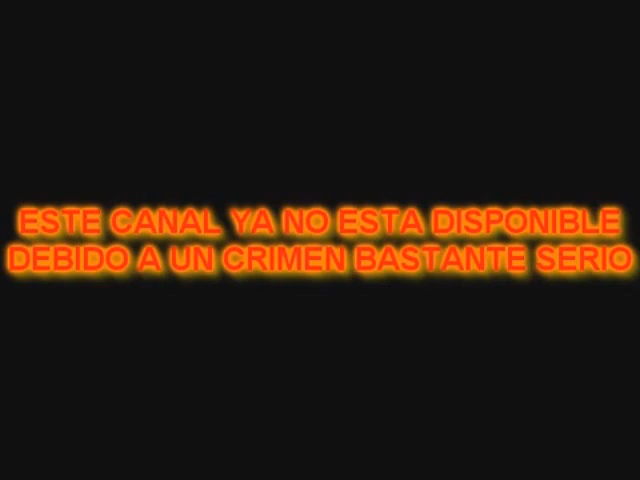 ESTE CANAL YA NO ESTA DISPONIBLE
DEBIDO A UN CRIMEN BASTANTE SERIO